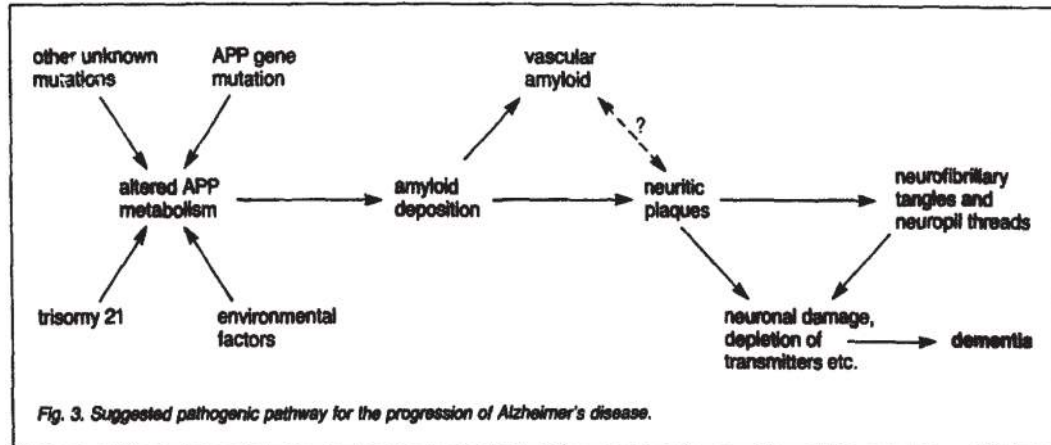 other unknown
mutations
APP gene
mutation
vascular
amyloid
?
altered APP
metabolism
amyloid
deposition
neuritic
plaques
neurofibrillary
tangles and
neuropil threads
trisomy 21
environmental
factors
neuronal damage,
depletion of
transmitters etc.
dementia
Fig. 3. Suggested pathogenic pathway for the progression of Alzheimer's disease.